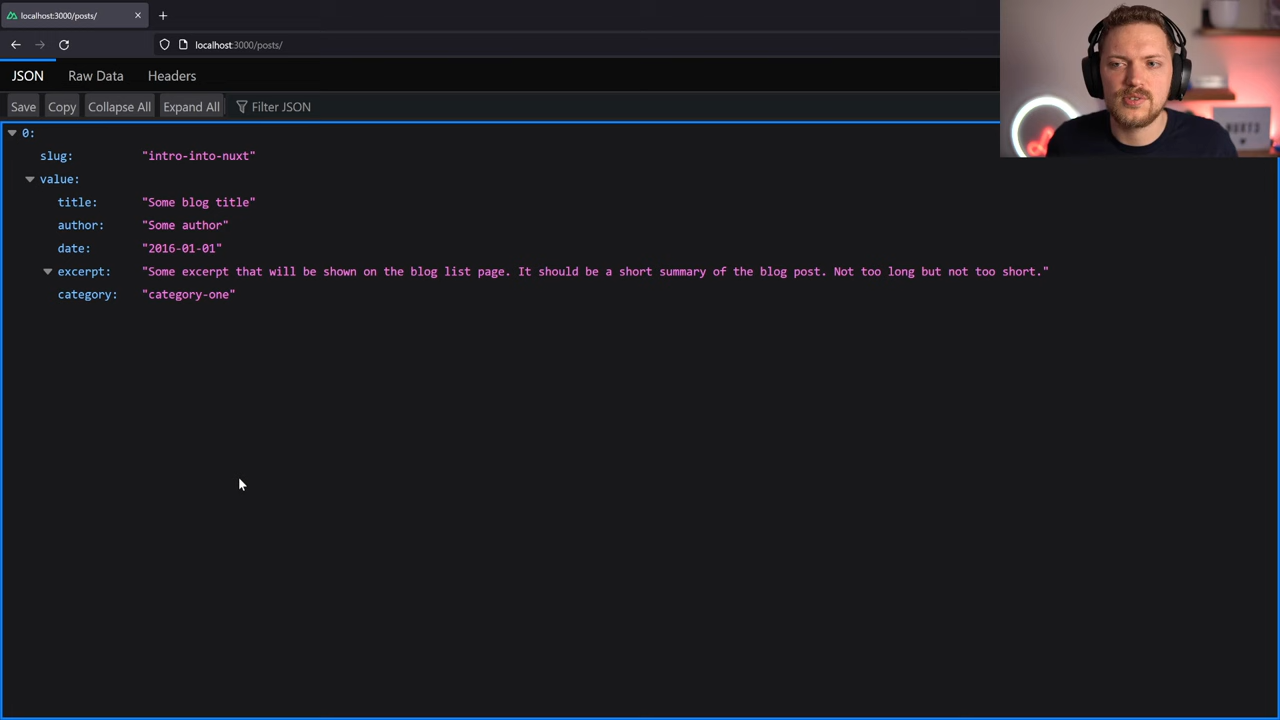 localhost:3000/posts/
localhost:3000/posts/
JSON Raw Data Headers
Save Copy Collapse All Expand All Filter JSON
0:
slug: "intro-into-nuxt"
value:
title: "Some blog title"
author: "Some author"
date: "2016-01-01"
excerpt: "Some excerpt that will be shown on the blog list page. It should be a short summary of the blog post. Not too long but not too short."
category: "category-one"